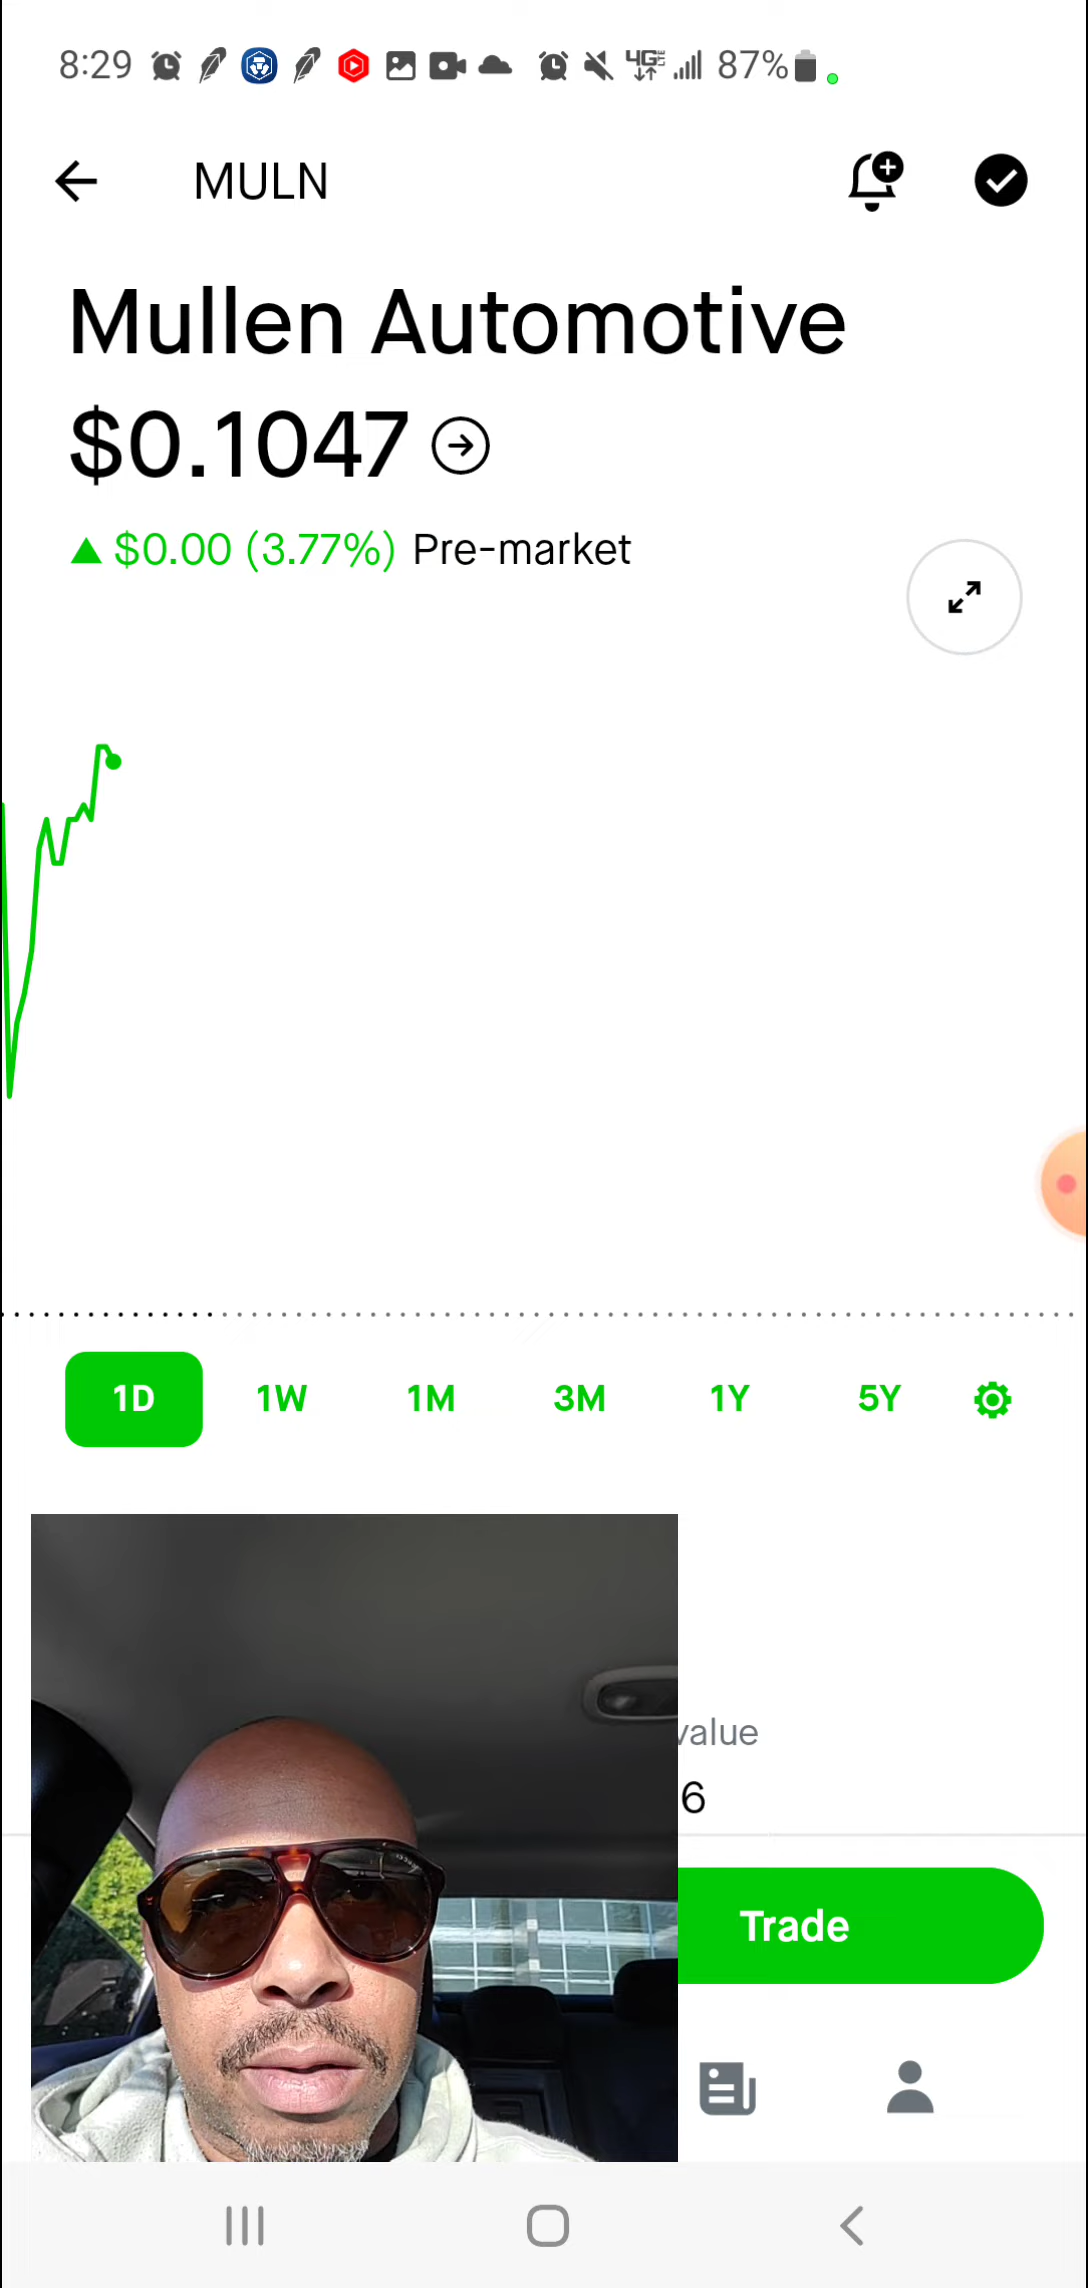 8:29 4G 87%
MULN
Mullen Automotive
$0.1047
▲ $0.00 (3.77%) Pre-market
1D 1W 1M 3M 1Y 5Y
value
6
Trade